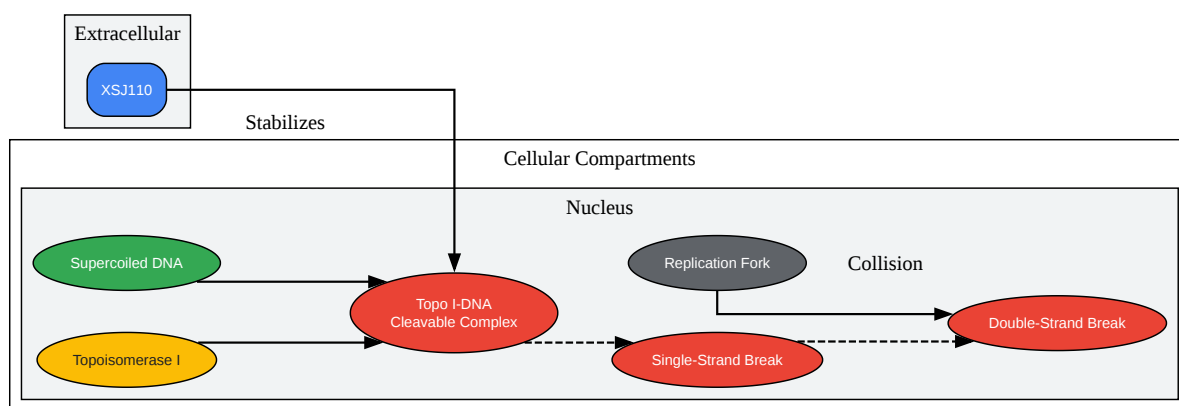 Extracellular
XSJ110
Stabilizes
Cellular Compartments
Nucleus
Supercoiled DNA
Replication Fork
Collision
Topo I-DNA
Cleavable Complex
Double-Strand Break
Topoisomerase I
Single-Strand Break